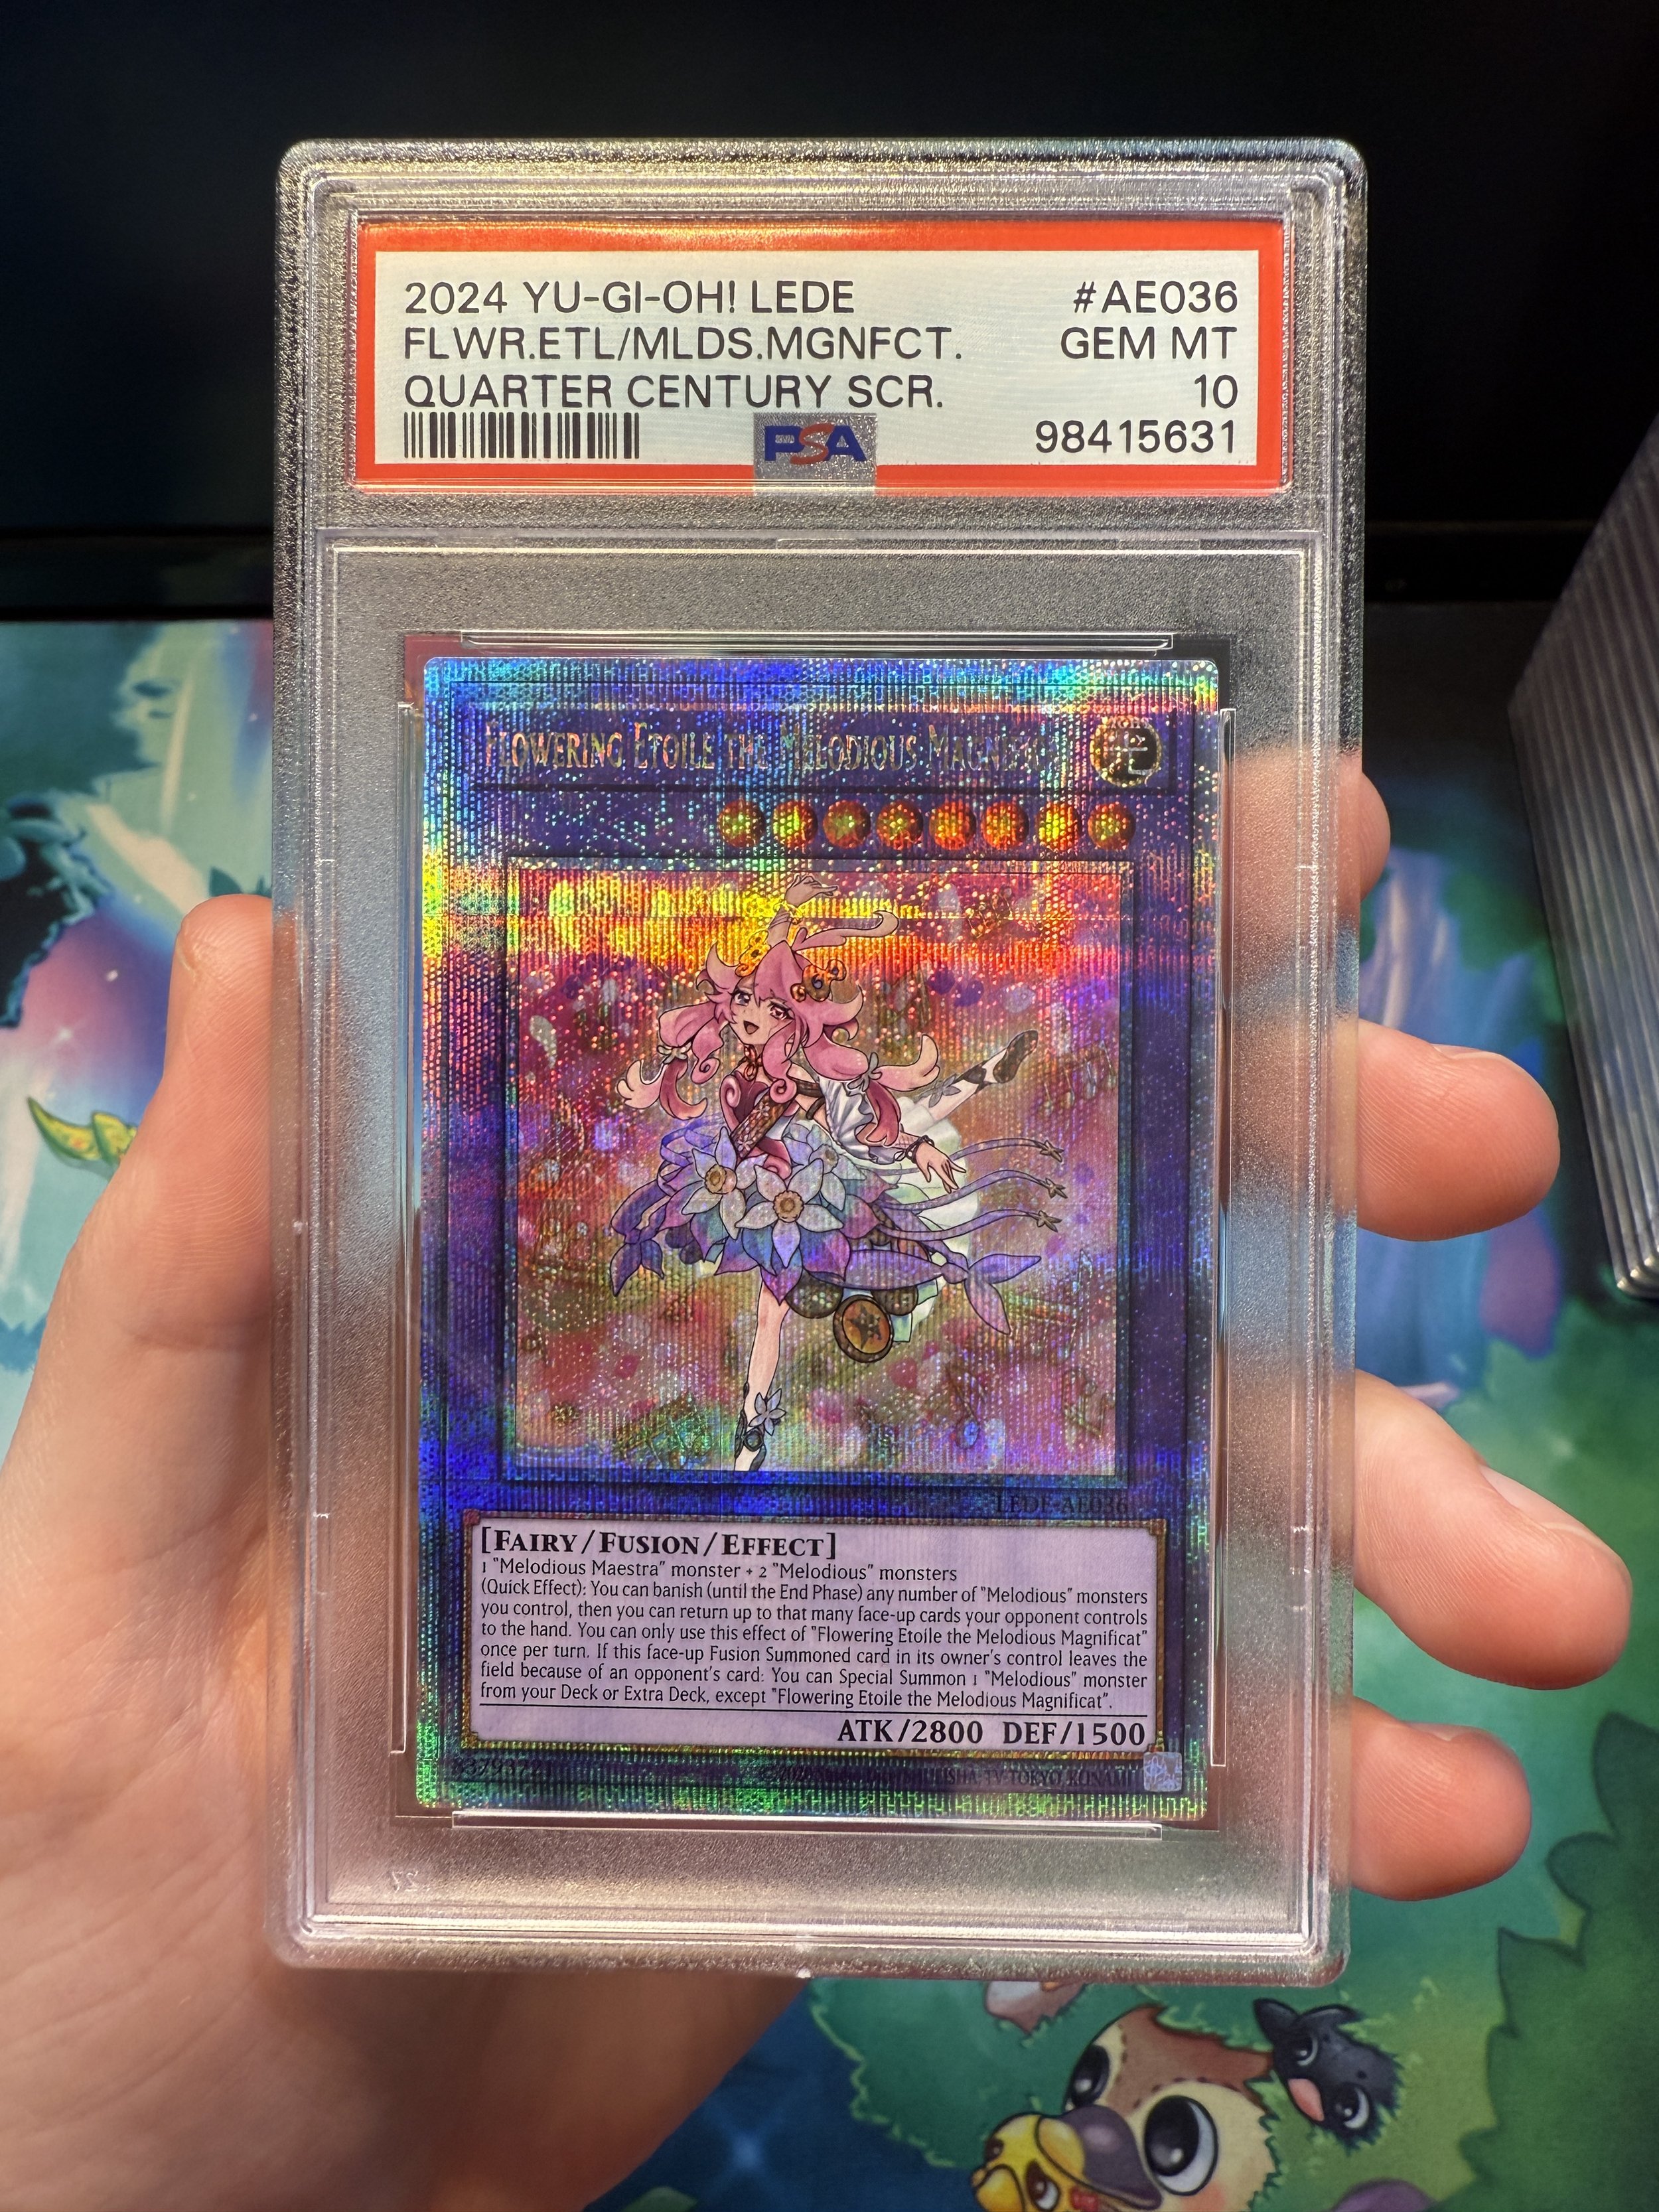 2024 YU-GI-OH! LEDE #AE036
FLWR.ETL/MLDS.MGNFCT. GEM MT
QUARTER CENTURY SCR. 10
PSA 98415631
FLOWERING ETOILE THE MELODIOUS MAGNIFICAT
光
LEDE-AE036
[FAIRY/FUSION/EFFECT]
1 "Melodious Maestra" monster + 2 "Melodious" monsters
(Quick Effect): You can banish (until the End Phase) any number of "Melodious" monsters
you control, then you can return up to that many face-up cards your opponent controls
to the hand. You can only use this effect of "Flowering Etoile the Melodious Magnificat"
once per turn. If this face-up Fusion Summoned card in its owner's control leaves the
field because of an opponent's card: You can Special Summon 1 "Melodious" monster
from your Deck or Extra Deck, except "Flowering Etoile the Melodious Magnificat".
ATK/2800 DEF/1500
TV TOKYO, KONAMI